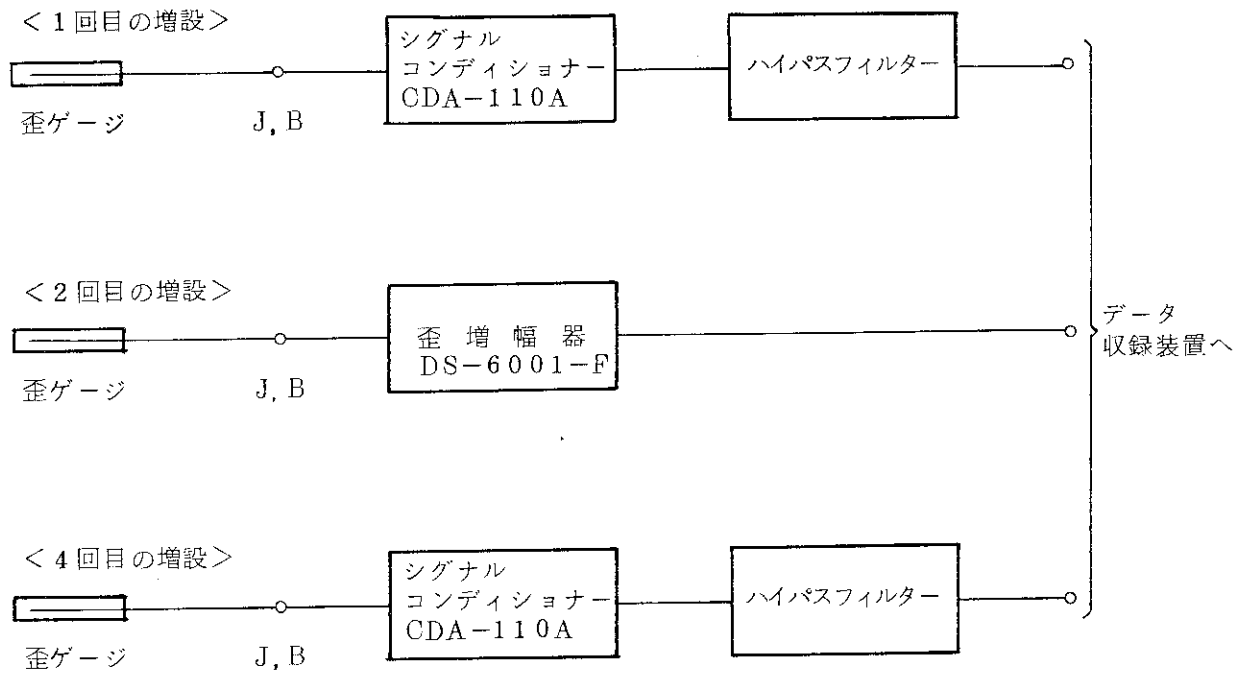 <1回目の増設>
シグナル
コンディショナー
CDA-110A
ハイパスフィルター
歪ゲージ
J, B
<2回目の増設>
歪増幅器
DS-6001-F
歪ゲージ
J, B
データ
収録装置へ
<4回目の増設>
シグナル
コンディショナー
CDA-110A
ハイパスフィルター
歪ゲージ
J, B